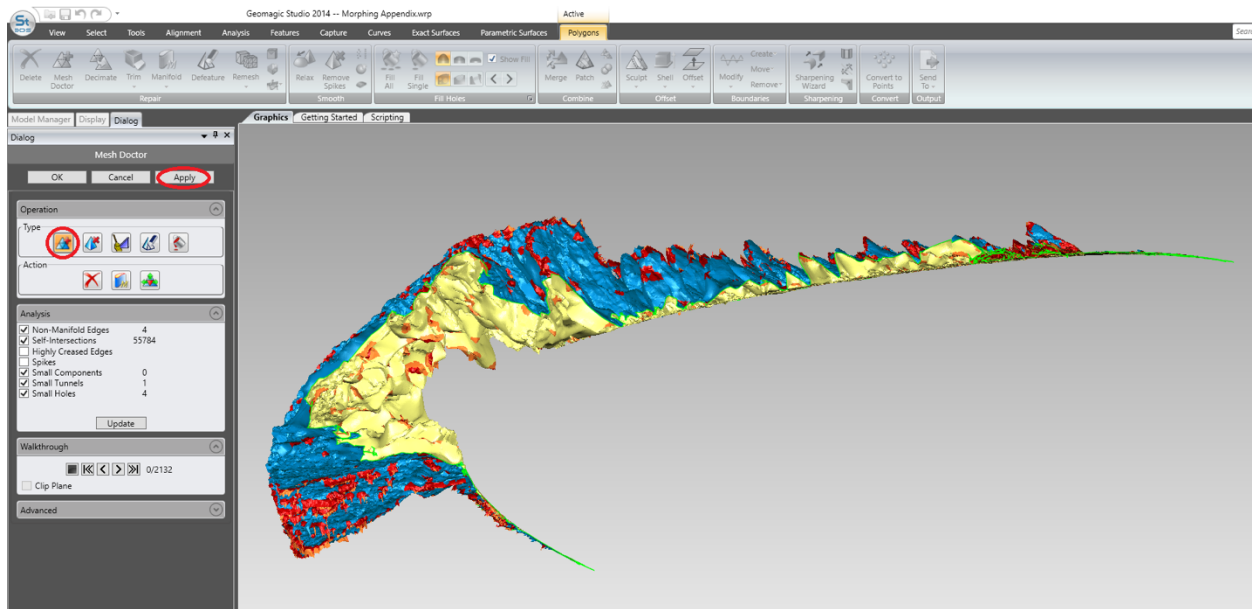 Geomagic Studio 2014 -- Morphing Appendix.wrp
Active
St
View Select Tools Alignment Analysis Features Capture Curves Exact Surfaces Parametric Surfaces Polygons
Delete Mesh Doctor Decimate Trim Manifold Defeature Remesh
Repair
Relax Remove Spikes
Smooth
Fill All Fill Single Show Fill
Fill Holes
Merge Patch
Combine
Sculpt Shell Offset
Offset
Modify Create Move Remove
Boundaries
Sharpening Wizard
Sharpening
Convert to Points
Convert
Send To
Output
Model Manager Display Dialog
Graphics Getting Started Scripting
Dialog
Mesh Doctor
OK Cancel Apply
Operation
Type
Action
Analysis
Non-Manifold Edges 4
Self-Intersections 55784
Highly Creased Edges
Spikes
Small Components 0
Small Tunnels 1
Small Holes 4
Update
Walkthrough
0/2132
Clip Plane
Advanced